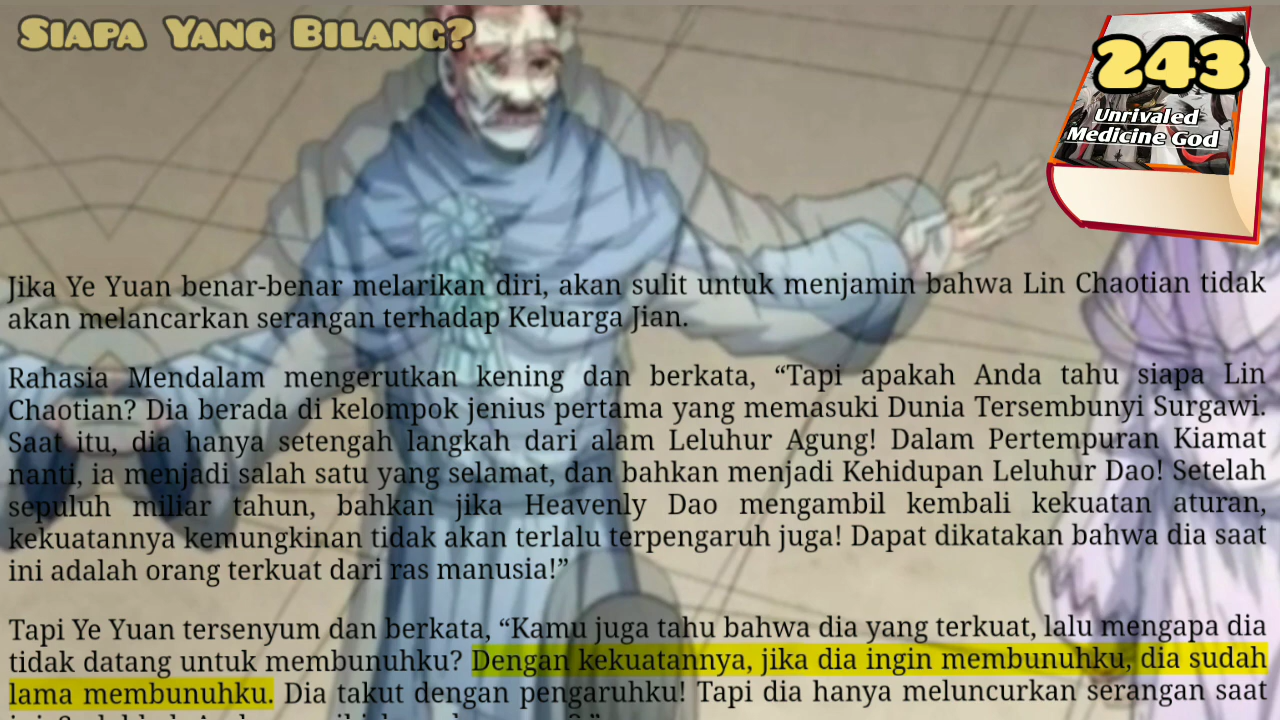 Siapa Yang Bilang?
243
Unrivaled
Medicine God
Jika Ye Yuan benar-benar melarikan diri, akan sulit untuk menjamin bahwa Lin Chaotian tidak
akan melancarkan serangan terhadap Keluarga Jian.
Rahasia Mendalam mengerutkan kening dan berkata, “Tapi apakah Anda tahu siapa Lin
Chaotian? Dia berada di kelompok jenius pertama yang memasuki Dunia Tersembunyi Surgawi.
Saat itu, dia hanya setengah langkah dari alam Leluhur Agung! Dalam Pertempuran Kiamat
nanti, ia menjadi salah satu yang selamat, dan bahkan menjadi Kehidupan Leluhur Dao! Setelah
sepuluh miliar tahun, bahkan jika Heavenly Dao mengambil kembali kekuatan aturan,
kekuatannya kemungkinan tidak akan terlalu terpengaruh juga! Dapat dikatakan bahwa dia saat
ini adalah orang terkuat dari ras manusia!”
Tapi Ye Yuan tersenyum dan berkata, “Kamu juga tahu bahwa dia yang terkuat, lalu mengapa dia
tidak datang untuk membunuhku? Dengan kekuatannya, jika dia ingin membunuhku, dia sudah
lama membunuhku. Dia takut dengan pengaruhku! Tapi dia hanya meluncurkan serangan saat